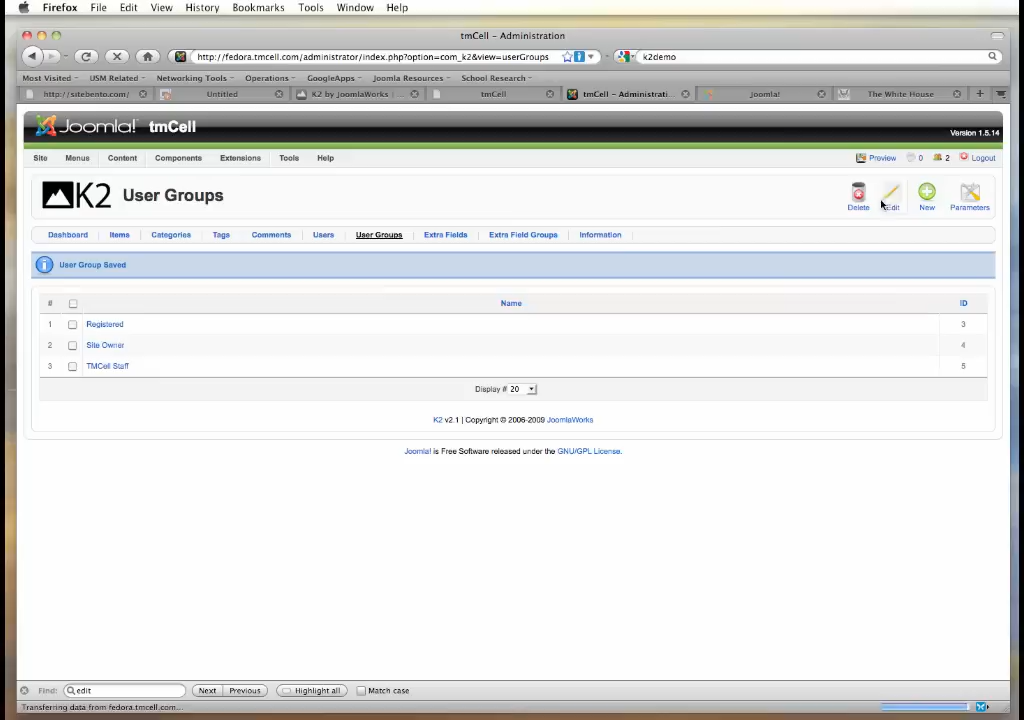 Firefox File Edit View History Bookmarks Tools Window Help
tmCell – Administration
http://fedora.tmcell.com/administrator/index.php?option=com_k2&view=userGroups k2demo
Most Visited USM Related Networking Tools Operations GoogleApps Joomla Resources School Research
http://sitebento.com/ Untitled K2 by JoomlaWorks | ... tmCell tmCell – Administrati... Joomla! The White House
Joomla! tmCell
Version 1.5.14
Site Menus Content Components Extensions Tools Help Preview 0 2 Logout
K2 User Groups
Delete Edit New Parameters
Dashboard Items Categories Tags Comments Users User Groups Extra Fields Extra Field Groups Information
User Group Saved
# Name ID
1 Registered 3
2 Site Owner 4
3 TMCell Staff 5
Display # 20
K2 v2.1 | Copyright © 2006-2009 JoomlaWorks
Joomla! is Free Software released under the GNU/GPL License.
Find: edit Next Previous Highlight all Match case
Transferring data from fedora.tmcell.com...